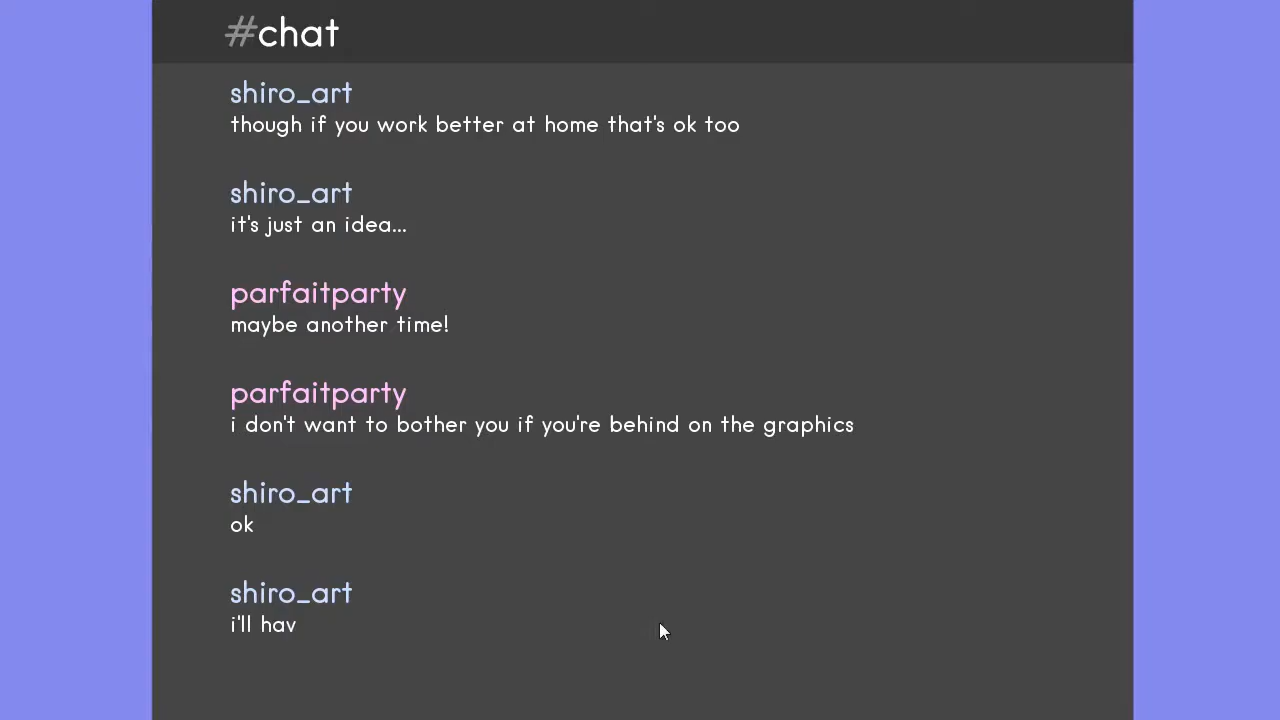 #chat
shiro_art
though if you work better at home that's ok too
shiro_art
it's just an idea...
parfaitparty
maybe another time!
parfaitparty
i don't want to bother you if you're behind on the graphics
shiro_art
ok
shiro_art
i'll hav